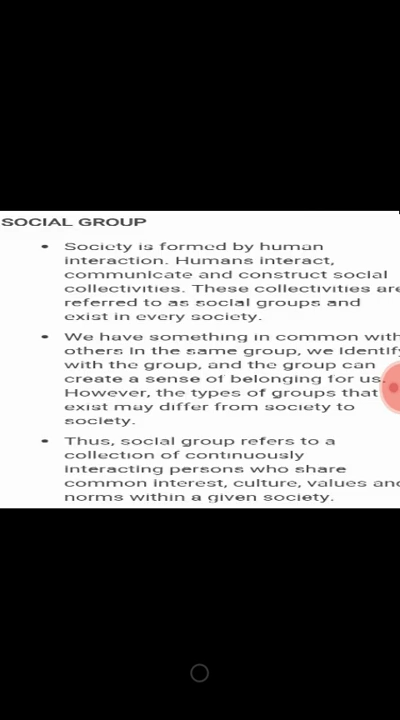 SOCIAL GROUP
• Society is formed by human
interaction. Humans interact,
communicate and construct social
collectivities. These collectivities are
referred to as social groups and
exist in every society.
• We have something in common with
others in the same group, we identify
with the group, and the group can
create a sense of belonging for us.
However, the types of groups that
exist may differ from society to
society.
• Thus, social group refers to a
collection of continuously
interacting persons who share
common interest, culture, values and
norms within a given society.